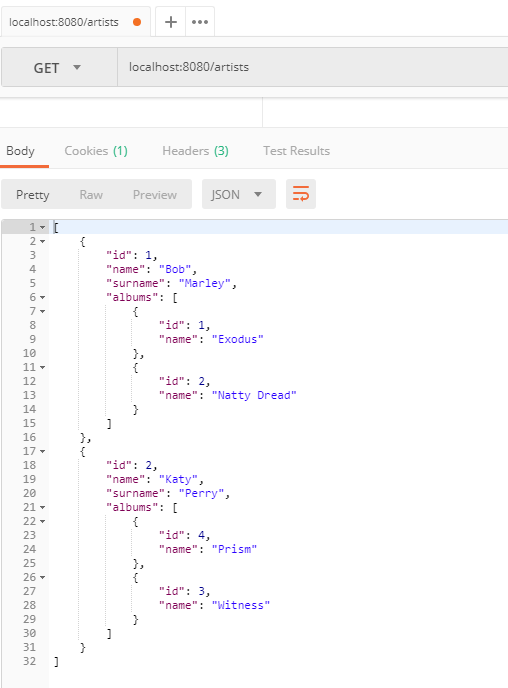 localhost:8080/artists
GET localhost:8080/artists
Body Cookies (1) Headers (3) Test Results
Pretty Raw Preview JSON
1 [
2 {
3 "id": 1,
4 "name": "Bob",
5 "surname": "Marley",
6 "albums": [
7 {
8 "id": 1,
9 "name": "Exodus"
10 },
11 {
12 "id": 2,
13 "name": "Natty Dread"
14 }
15 ]
16 },
17 {
18 "id": 2,
19 "name": "Katy",
20 "surname": "Perry",
21 "albums": [
22 {
23 "id": 4,
24 "name": "Prism"
25 },
26 {
27 "id": 3,
28 "name": "Witness"
29 }
30 ]
31 }
32 ]